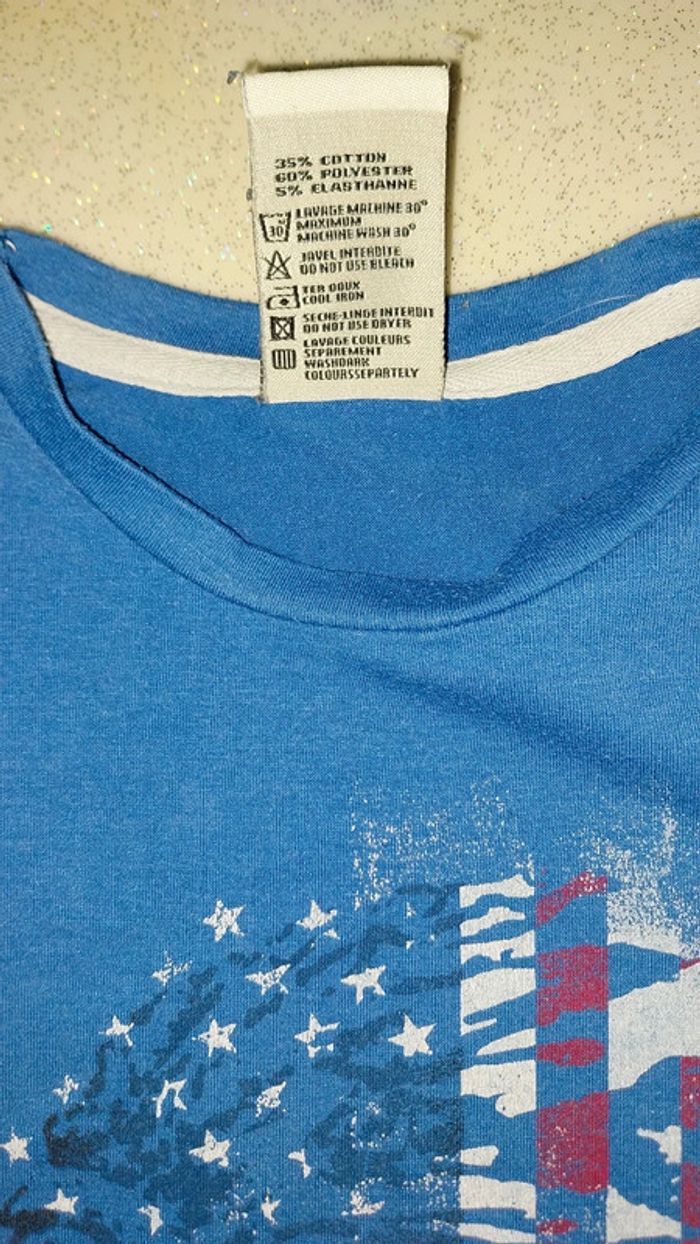 35% COTTON
60% POLYESTER
5% ELASTHANNE
LAVAGE MACHINE 30°
MAXIMUM
MACHINE WASH 30°
30
JAVEL INTERDITE
DO NOT USE BLEACH
FER DOUX
COOL IRON
SECHE-LINGE INTERDIT
DO NOT USE DRYER
LAVAGE COULEURS
SEPAREMENT
WASHDARK
COLOURSSEPARTELY